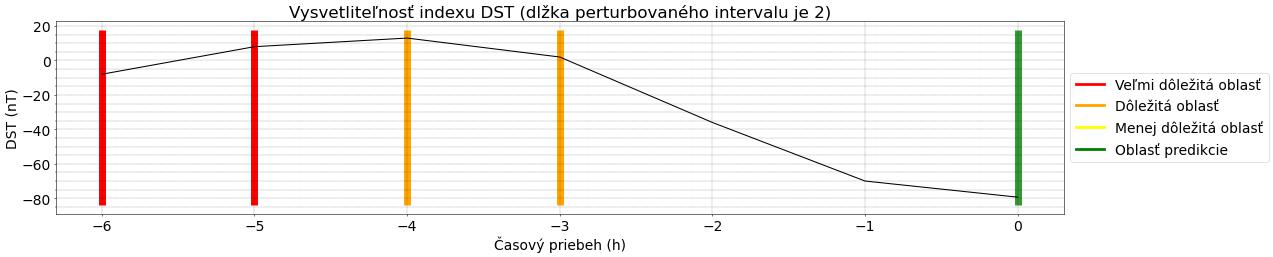 Vysvetliteľnosť indexu DST (dĺžka perturbovaného intervalu je 2)
DST (nT)
20
0
−20
−40
−60
−80
−6 −5 −4 −3 −2 −1 0
Časový priebeh (h)
Veľmi dôležitá oblasť
Dôležitá oblasť
Menej dôležitá oblasť
Oblasť predikcie